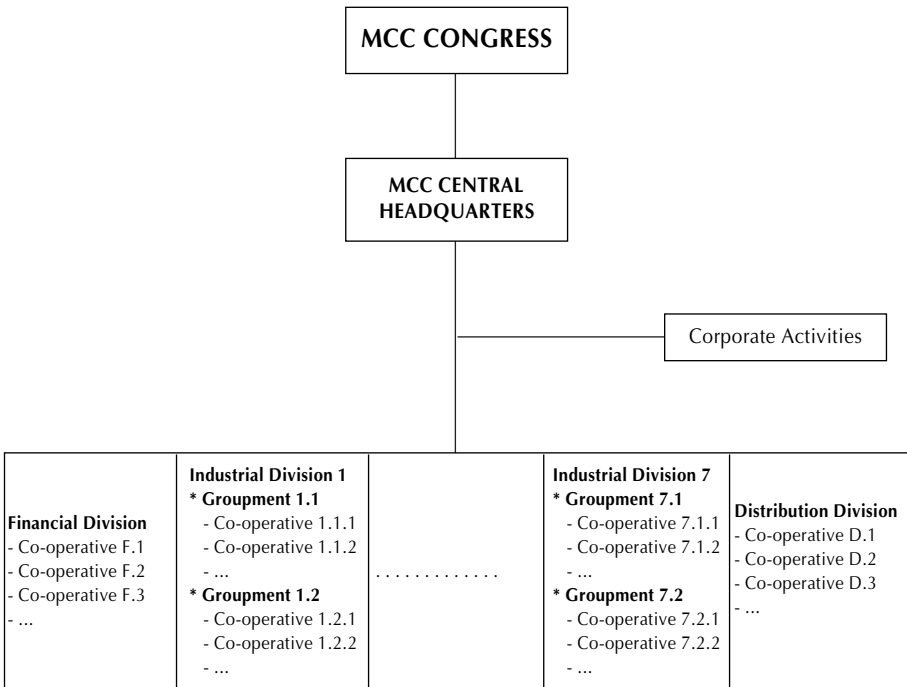 MCC CONGRESS
MCC CENTRAL
HEADQUARTERS
Corporate Activities
Financial Division
- Co-operative F.1
- Co-operative F.2
- Co-operative F.3
- ...
Industrial Division 1
* Groupment 1.1
- Co-operative 1.1.1
- Co-operative 1.1.2
- ...
* Groupment 1.2
- Co-operative 1.2.1
- Co-operative 1.2.2
- ...
. . . . . . . . . . . . .
Industrial Division 7
* Groupment 7.1
- Co-operative 7.1.1
- Co-operative 7.1.2
- ...
* Groupment 7.2
- Co-operative 7.2.1
- Co-operative 7.2.2
- ...
Distribution Division
- Co-operative D.1
- Co-operative D.2
- Co-operative D.3
- ...